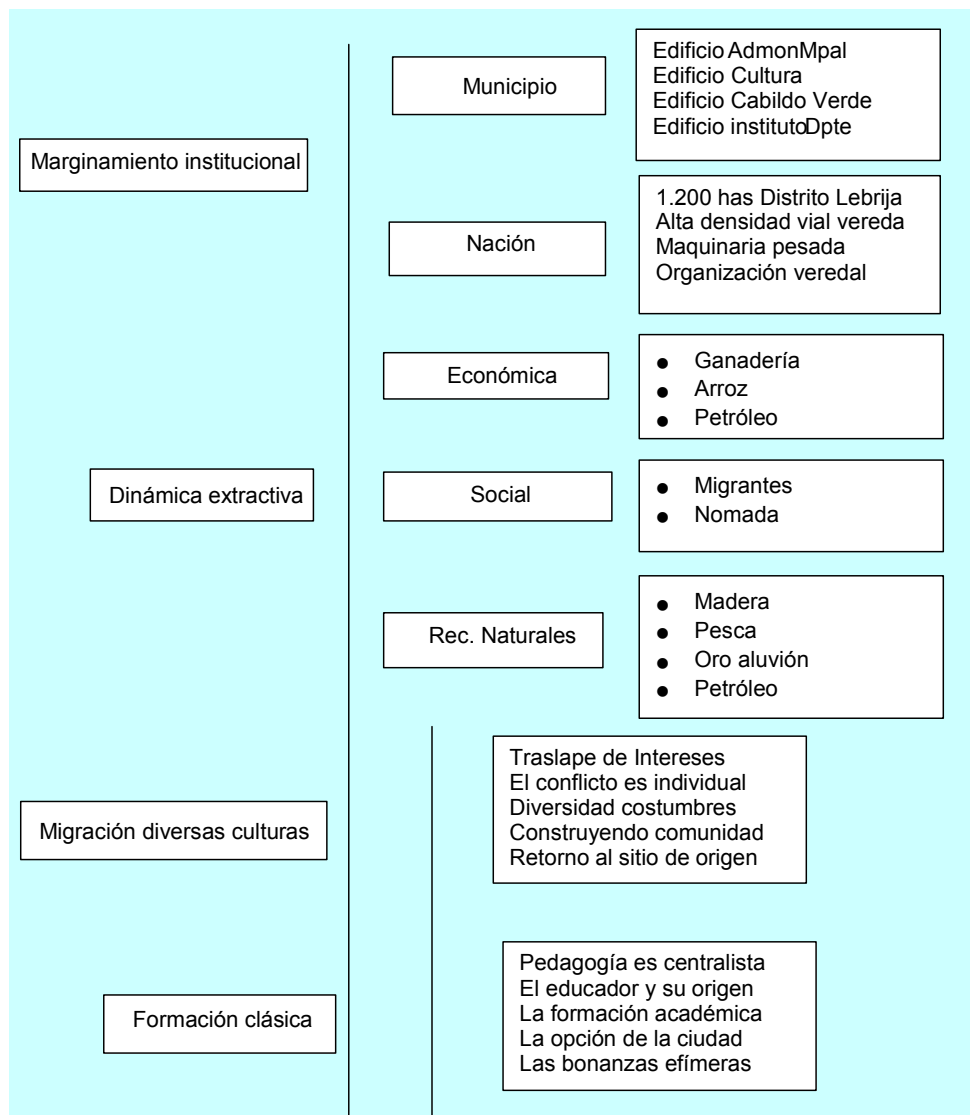 Marginamiento institucional
Municipio
Edificio AdmonMpal
Edificio Cultura
Edificio Cabildo Verde
Edificio institutoDpte
Nación
1.200 has Distrito Lebrija
Alta densidad vial vereda
Maquinaria pesada
Organización veredal
Dinámica extractiva
Económica
● Ganadería
● Arroz
● Petróleo
Social
● Migrantes
● Nomada
Rec. Naturales
● Madera
● Pesca
● Oro aluvión
● Petróleo
Migración diversas culturas
Traslape de Intereses
El conflicto es individual
Diversidad costumbres
Construyendo comunidad
Retorno al sitio de origen
Formación clásica
Pedagogía es centralista
El educador y su origen
La formación académica
La opción de la ciudad
Las bonanzas efímeras